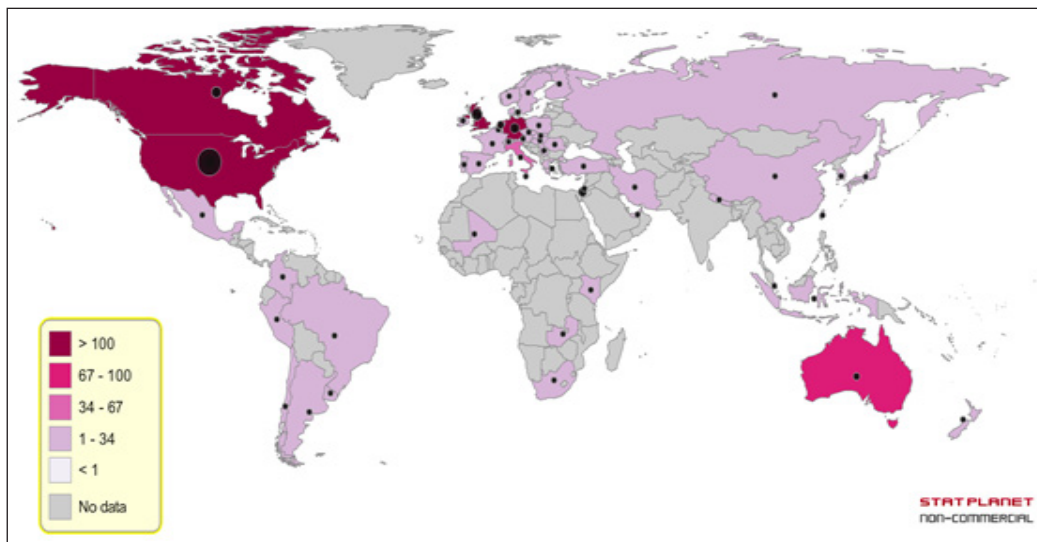 > 100
67 - 100
34 - 67
1 - 34
< 1
No data
STAT PLANET
NON-COMMERCIAL